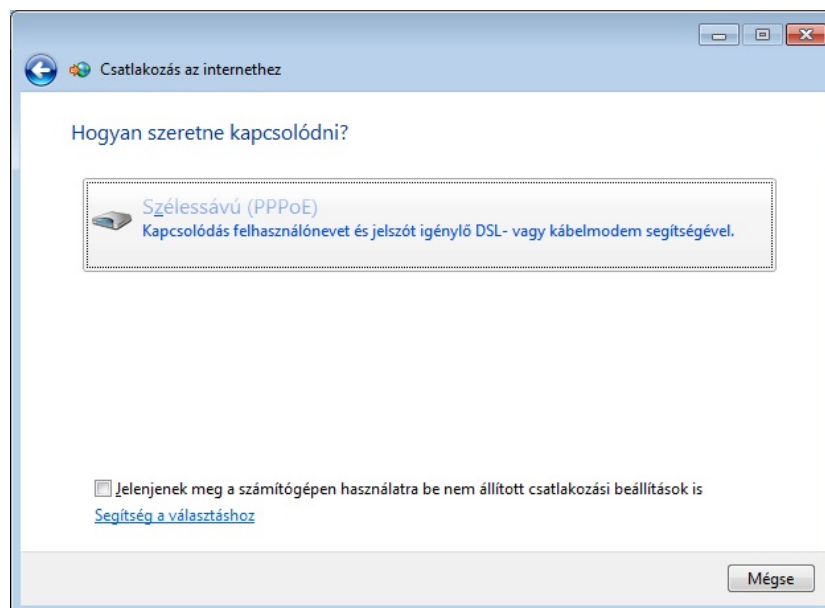 Csatlakozás az internethez
Hogyan szeretne kapcsolódni?
Szélessávú (PPPoE)
Kapcsolódás felhasználónevet és jelszót igénylő DSL- vagy kábelmodem segítségével.
Jelenjenek meg a számítógépen használatra be nem állított csatlakozási beállítások is
Segítség a választáshoz
Mégse